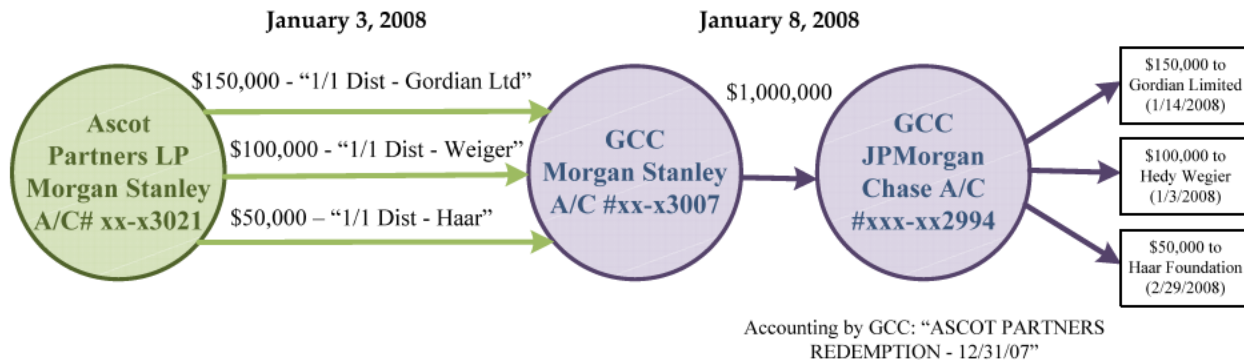 January 3, 2008
January 8, 2008
Ascot
Partners LP
Morgan Stanley
A/C# xx-x3021
$150,000 - “1/1 Dist - Gordian Ltd”
$100,000 - “1/1 Dist - Weiger”
$50,000 – “1/1 Dist - Haar”
GCC
Morgan Stanley
A/C #xx-x3007
$1,000,000
GCC
JPMorgan
Chase A/C
#xxx-xx2994
$150,000 to
Gordian Limited
(1/14/2008)
$100,000 to
Hedy Wegier
(1/3/2008)
$50,000 to
Haar Foundation
(2/29/2008)
Accounting by GCC: “ASCOT PARTNERS
REDEMPTION - 12/31/07”